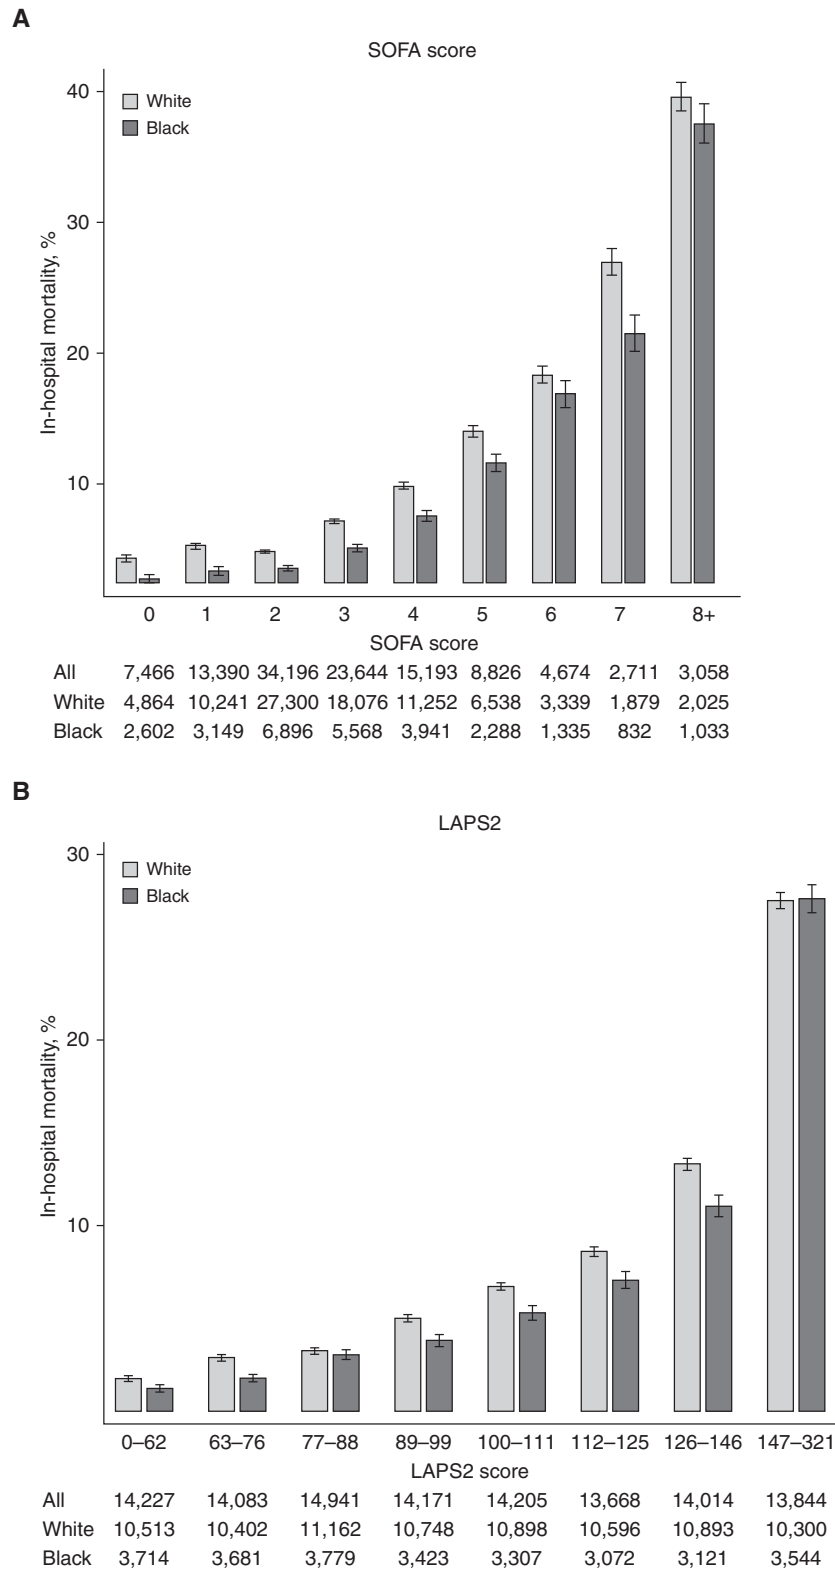 A
SOFA score
40
30
20
10
In-hospital mortality, %
White
Black
0 1 2 3 4 5 6 7 8+
SOFA score
All 7,466 13,390 34,196 23,644 15,193 8,826 4,674 2,711 3,058
White 4,864 10,241 27,300 18,076 11,252 6,538 3,339 1,879 2,025
Black 2,602 3,149 6,896 5,568 3,941 2,288 1,335 832 1,033
B
LAPS2
30
20
10
In-hospital mortality, %
White
Black
0–62 63–76 77–88 89–99 100–111 112–125 126–146 147–321
LAPS2 score
All 14,227 14,083 14,941 14,171 14,205 13,668 14,014 13,844
White 10,513 10,402 11,162 10,748 10,898 10,596 10,893 10,300
Black 3,714 3,681 3,779 3,423 3,307 3,072 3,121 3,544